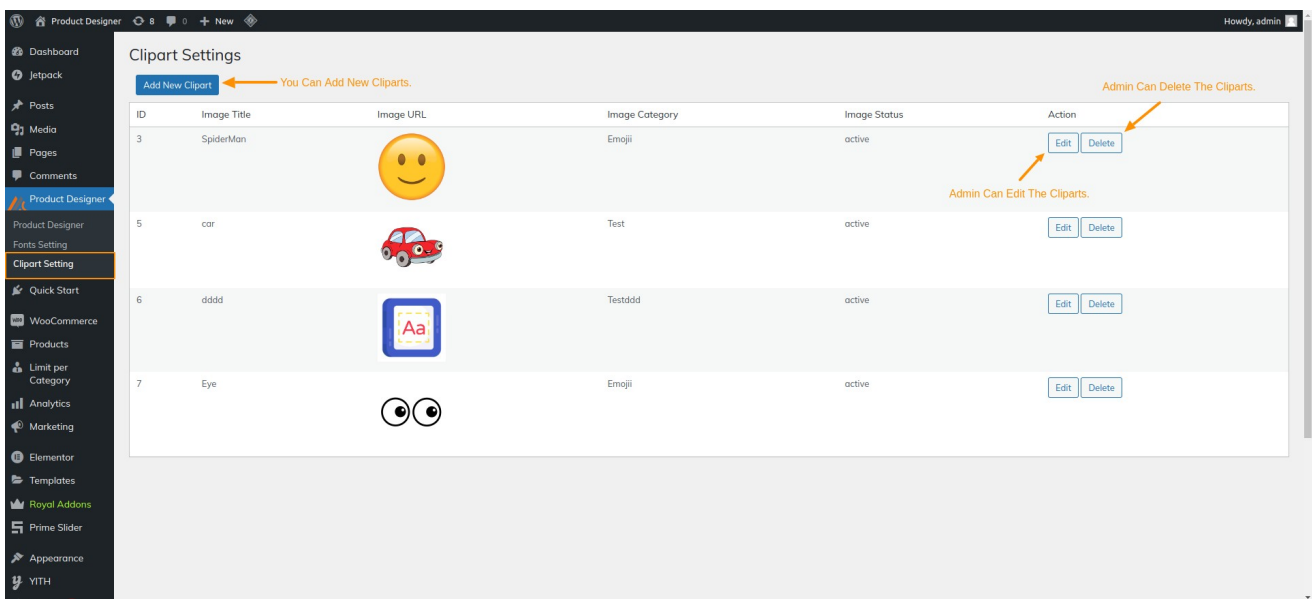 Product Designer 8 0 New
Howdy, admin
Dashboard
Jetpack
Posts
Media
Pages
Comments
Product Designer
Product Designer
Fonts Setting
Clipart Setting
Quick Start
WooCommerce
Products
Limit per
Category
Analytics
Marketing
Elementor
Templates
Royal Addons
Prime Slider
Appearance
YITH
Clipart Settings
Add New Clipart
You Can Add New Cliparts.
Admin Can Delete The Cliparts.
ID Image Title Image URL Image Category Image Status Action
3 SpiderMan Emojii active Edit Delete
Admin Can Edit The Cliparts.
5 car Test active Edit Delete
6 dddd Testddd active Edit Delete
Aa
7 Eye Emojii active Edit Delete